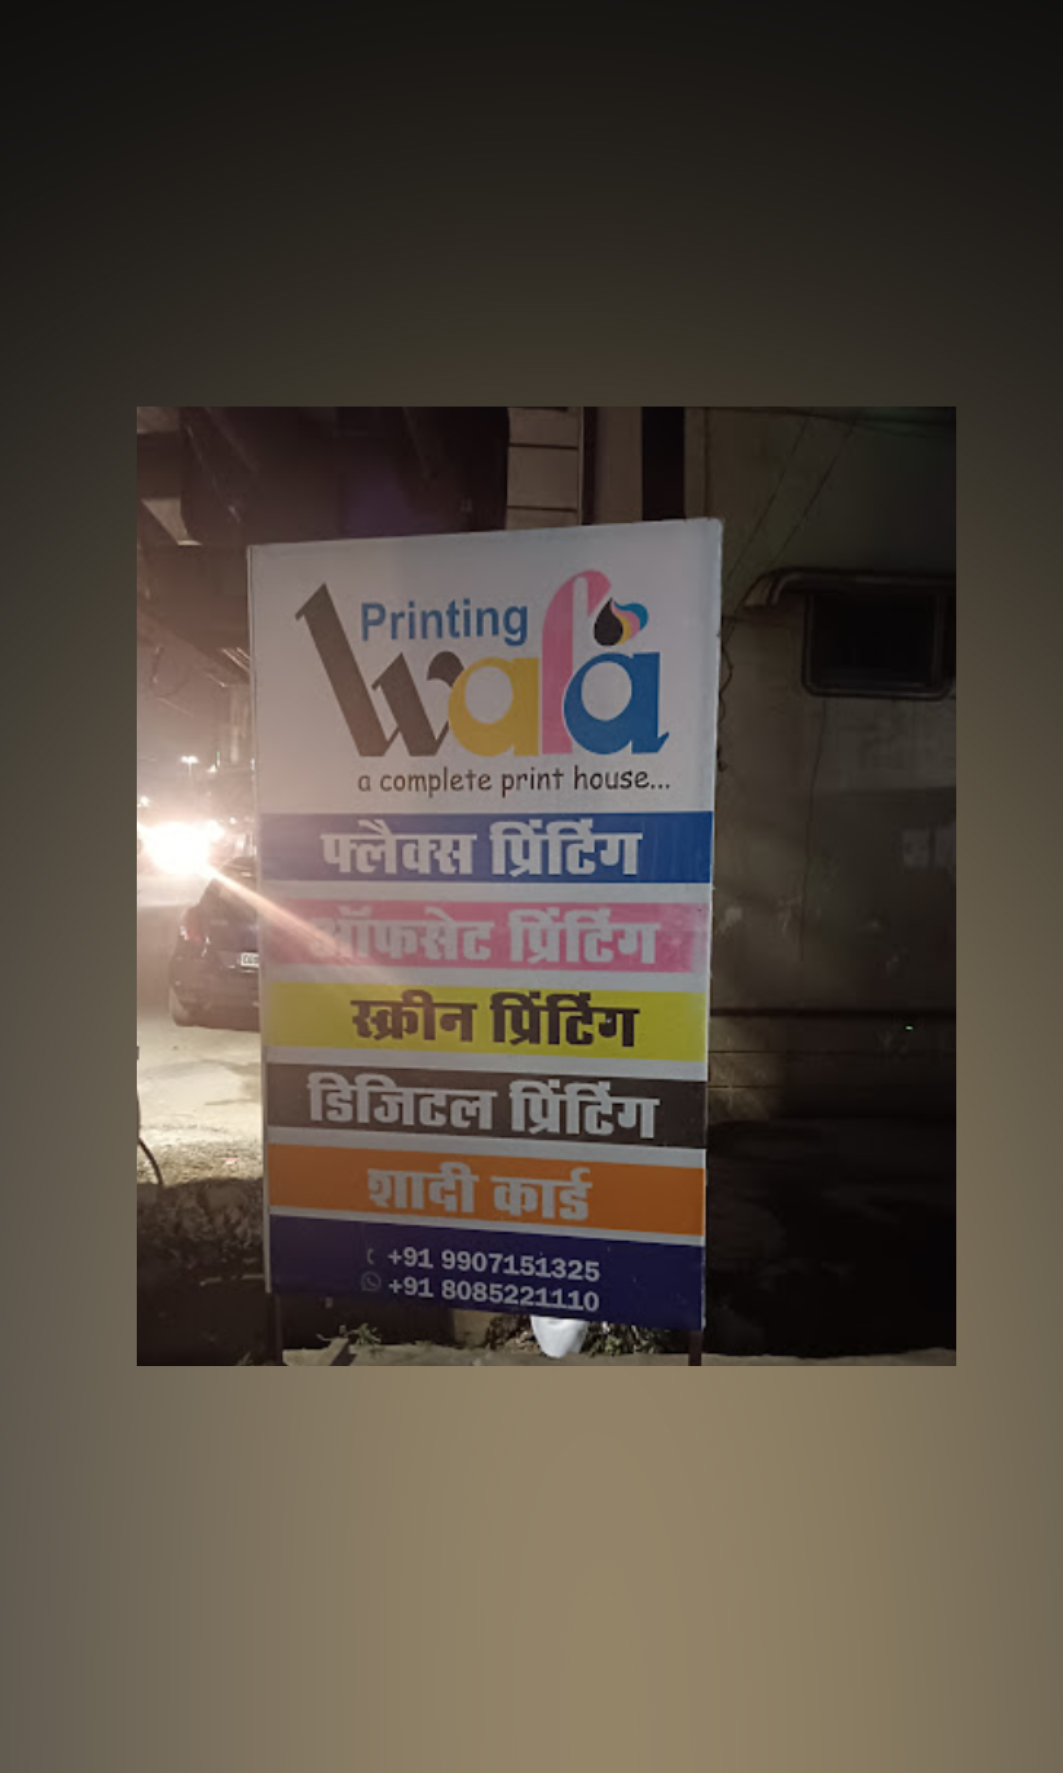 Printing
Wala
a complete print house...
फ्लैक्स प्रिंटिंग
ऑफसेट प्रिंटिंग
स्क्रीन प्रिंटिंग
डिजिटल प्रिंटिंग
शादी कार्ड
+91 9907151325
+91 8085221110